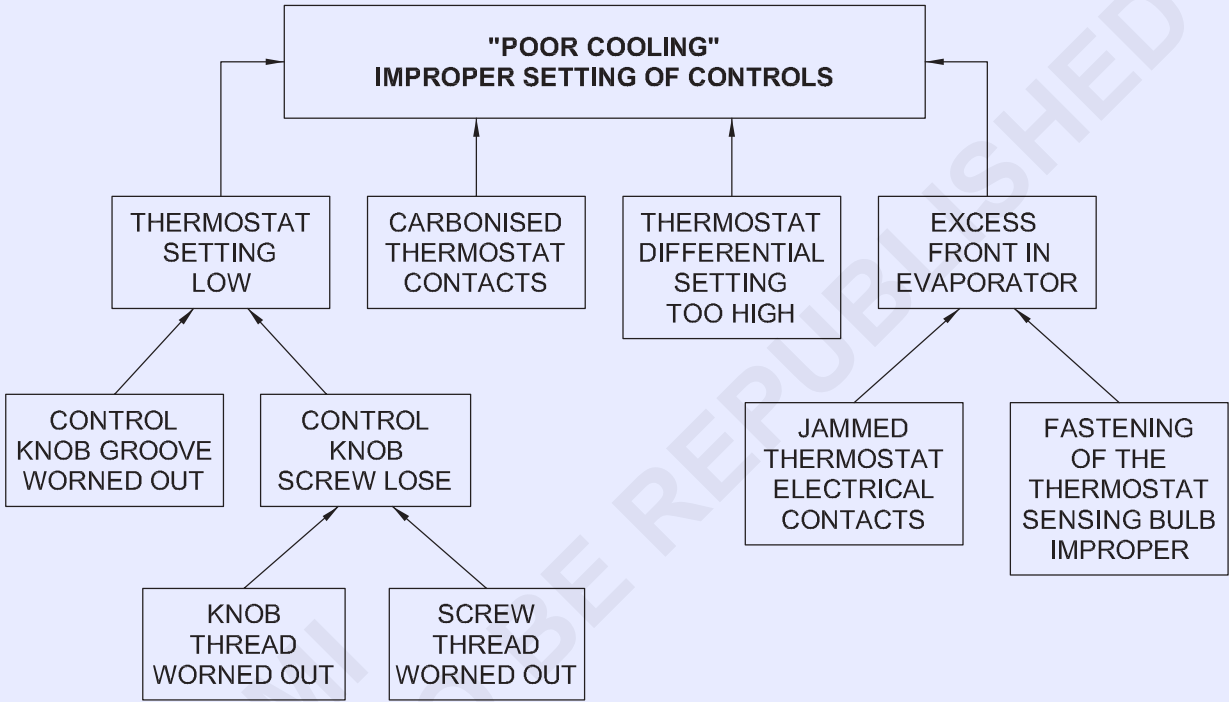 "POOR COOLING"
IMPROPER SETTING OF CONTROLS
THERMOSTAT
SETTING
LOW
CARBONISED
THERMOSTAT
CONTACTS
THERMOSTAT
DIFFERENTIAL
SETTING
TOO HIGH
EXCESS
FRONT IN
EVAPORATOR
CONTROL
KNOB GROOVE
WORNED OUT
CONTROL
KNOB
SCREW LOSE
JAMMED
THERMOSTAT
ELECTRICAL
CONTACTS
FASTENING
OF THE
THERMOSTAT
SENSING BULB
IMPROPER
KNOB
THREAD
WORNED OUT
SCREW
THREAD
WORNED OUT
BE REPUBLISHED